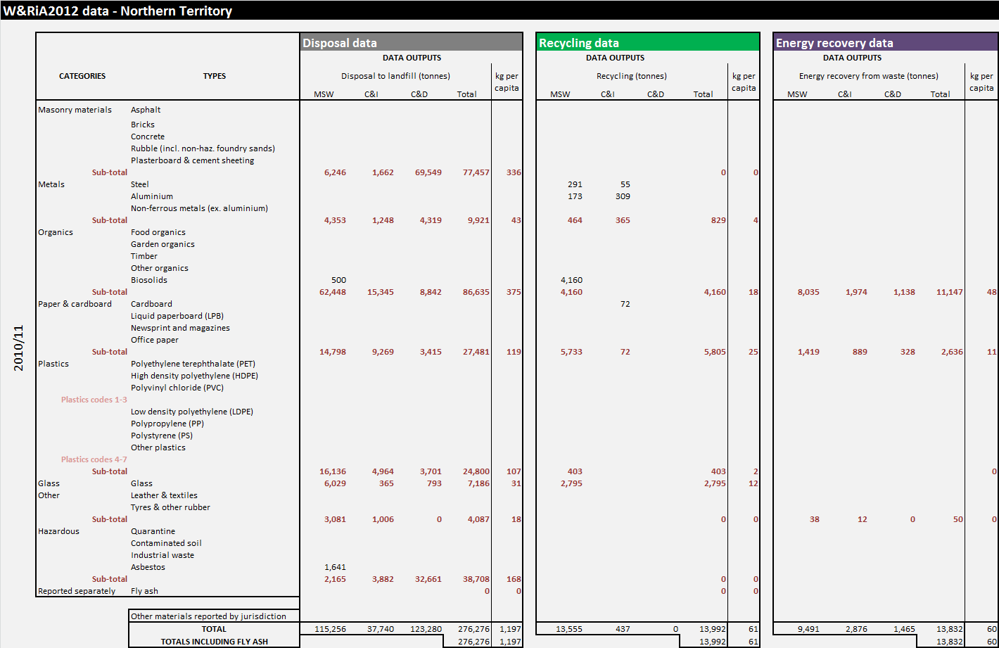 W&RiA2012 data - Northern Territory
Disposal data Recycling data Energy recovery data
DATA OUTPUTS DATA OUTPUTS DATA OUTPUTS
CATEGORIES TYPES Disposal to landfill (tonnes) kg per capita Recycling (tonnes) kg per capita Energy recovery from waste (tonnes) kg per capita
MSW C&I C&D Total MSW C&I C&D Total MSW C&I C&D Total
2010/11
Masonry materials Asphalt
Bricks
Concrete
Rubble (incl. non-haz. foundry sands)
Plasterboard & cement sheeting
Sub-total 6,246 1,662 69,549 77,457 336 0 0
Metals Steel 291 55
Aluminium 173 309
Non-ferrous metals (ex. aluminium)
Sub-total 4,353 1,248 4,319 9,921 43 464 365 829 4
Organics Food organics
Garden organics
Timber
Other organics
Biosolids 500 4,160
Sub-total 62,448 15,345 8,842 86,635 375 4,160 4,160 18 8,035 1,974 1,138 11,147 48
Paper & cardboard Cardboard 72
Liquid paperboard (LPB)
Newsprint and magazines
Office paper
Sub-total 14,798 9,269 3,415 27,481 119 5,733 72 5,805 25 1,419 889 328 2,636 11
Plastics Polyethylene terephthalate (PET)
High density polyethylene (HDPE)
Polyvinyl chloride (PVC)
Plastics codes 1-3
Low density polyethylene (LDPE)
Polypropylene (PP)
Polystyrene (PS)
Other plastics
Plastics codes 4-7
Sub-total 16,136 4,964 3,701 24,800 107 403 403 2 0
Glass Glass 6,029 365 793 7,186 31 2,795 2,795 12
Other Leather & textiles
Tyres & other rubber
Sub-total 3,081 1,006 0 4,087 18 0 0 38 12 0 50 0
Hazardous Quarantine
Contaminated soil
Industrial waste
Asbestos 1,641
Sub-total 2,165 3,882 32,661 38,708 168 0 0
Reported separately Fly ash 0 0 0 0
Other materials reported by jurisdiction
TOTAL 115,256 37,740 123,280 276,276 1,197 13,555 437 0 13,992 61 9,491 2,876 1,465 13,832 60
TOTALS INCLUDING FLY ASH 276,276 1,197 13,992 61 13,832 60